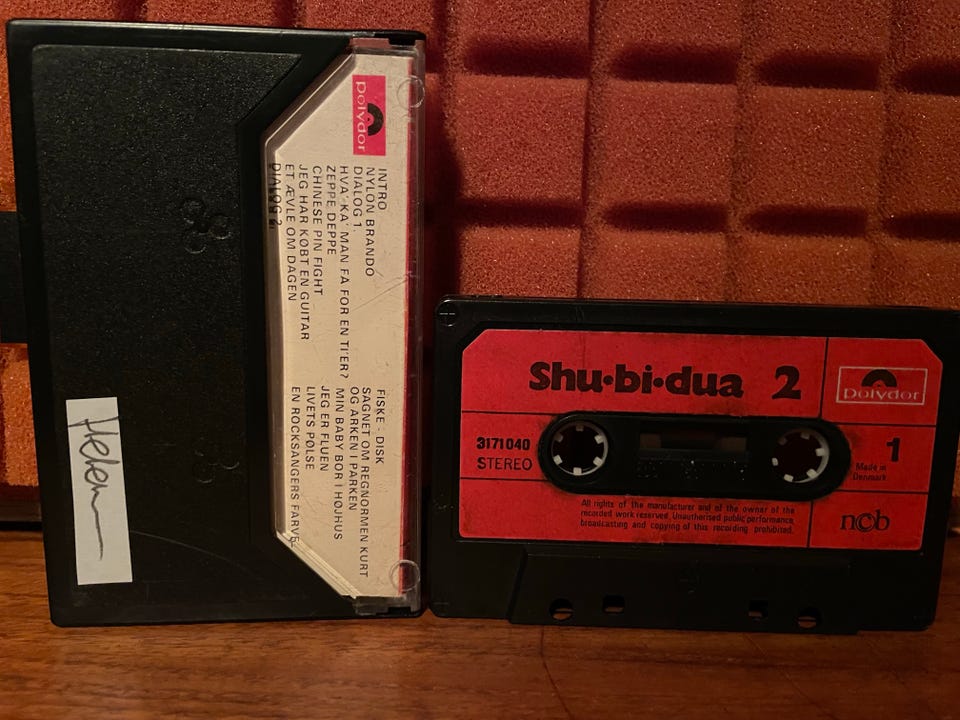 polydor
INTRO
NYLON BRANDO
DIALOG 1.
HVA' KA' MAN FA FOR EN TI'ER?
ZEPPE DEPPE
CHINESE PIN FIGHT
JEG HAR KØBT EN GUITAR
ET ÆVLE OM DAGEN
DIALOG 2.
FISKE - DISK
SAGNET OM REGNORMEN KURT
OG ARKEN I PARKEN
MIN BABY BOR I HØJHUS
JEG ER FLUEN
LIVETS PØLSE
EN ROCKSANGERS FARVEL
Helen
Shu·bi·dua 2
polydor
3171040
STEREO
1
Made in
Denmark
All rights of the manufacturer and of the owner of the
recorded work reserved. Unauthorised public performance,
broadcasting and copying of this recording prohibited.
n©b